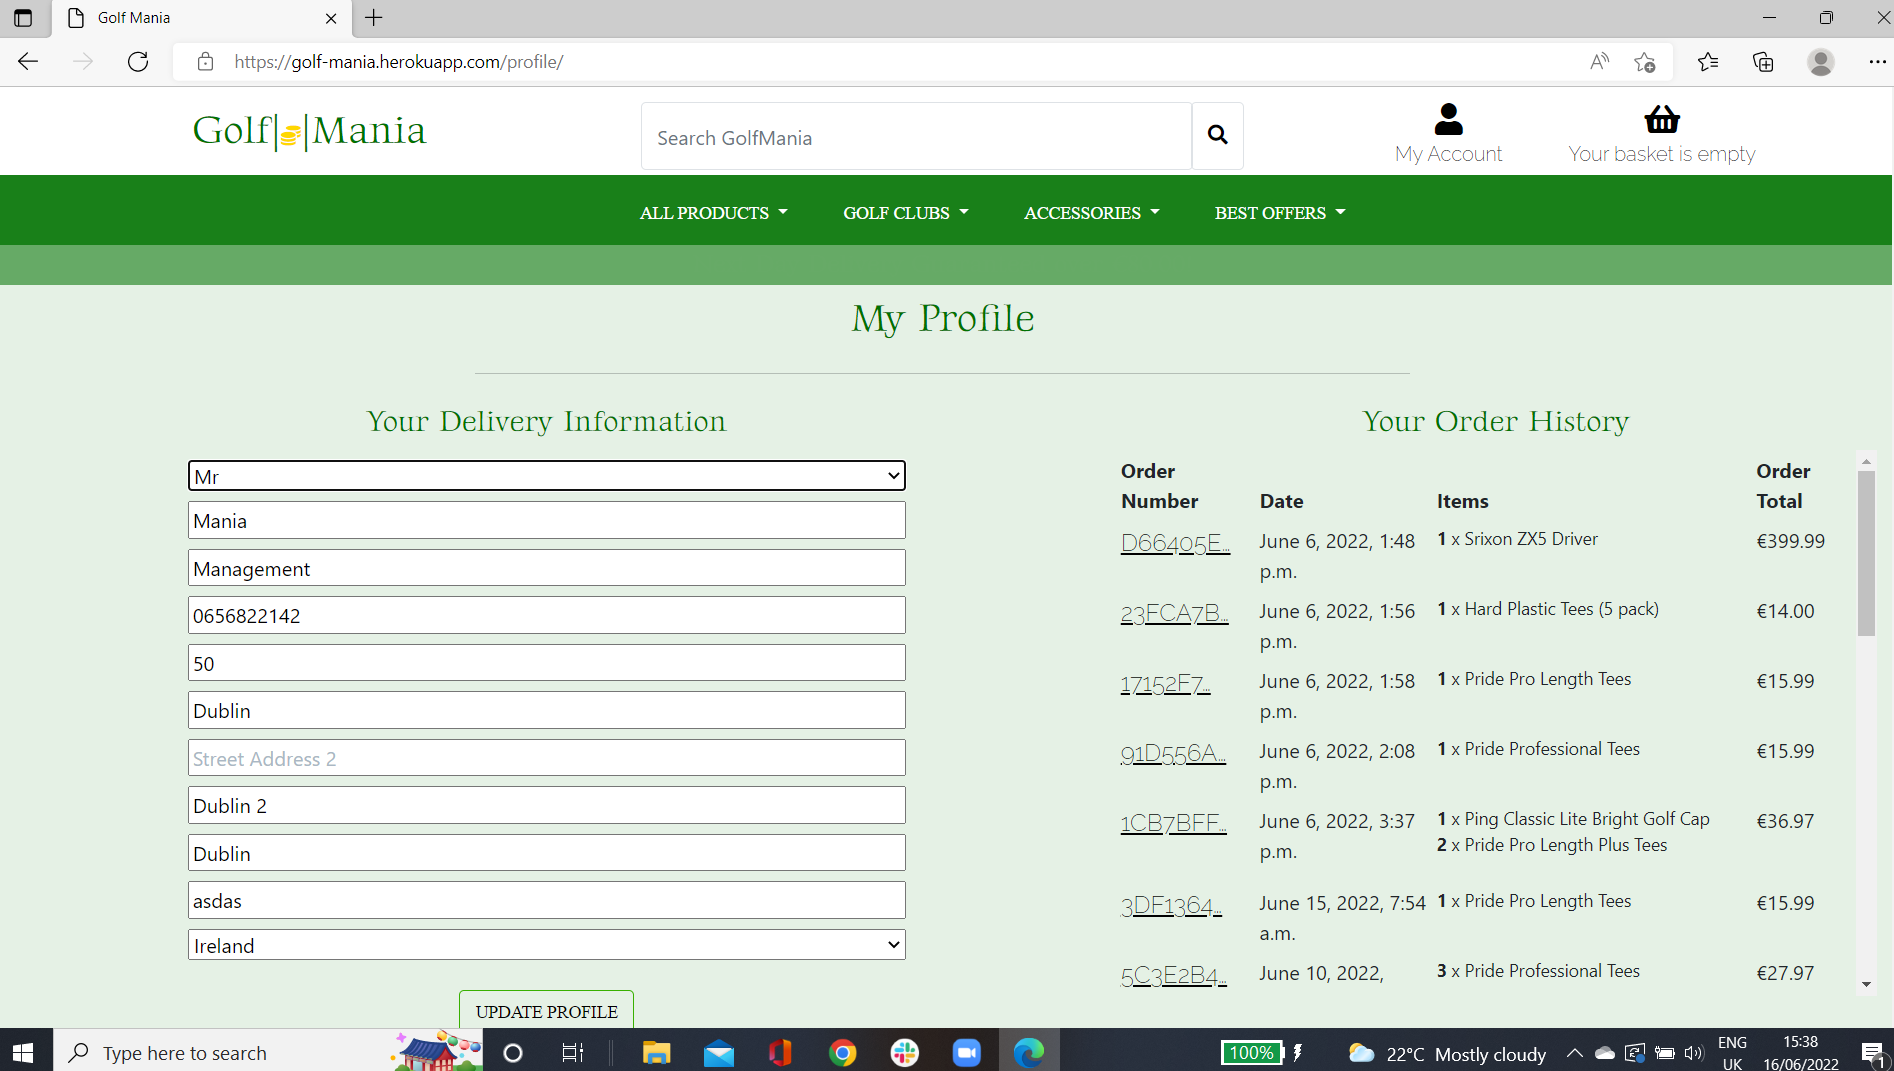 Golf Mania
https://golf-mania.herokuapp.com/profile/
Golf Mania
Search GolfMania
My Account
Your basket is empty
ALL PRODUCTS
GOLF CLUBS
ACCESSORIES
BEST OFFERS
My Profile
Your Delivery Information
Mr
Mania
Management
0656822142
50
Dublin
Street Address 2
Dublin 2
Dublin
asdas
Ireland
UPDATE PROFILE
Your Order History
Order Number Date Items Order Total
D66405E... June 6, 2022, 1:48 p.m. 1 x Srixon ZX5 Driver €399.99
23FCA7B... June 6, 2022, 1:56 p.m. 1 x Hard Plastic Tees (5 pack) €14.00
17152F7... June 6, 2022, 1:58 p.m. 1 x Pride Pro Length Tees €15.99
91D556A... June 6, 2022, 2:08 p.m. 1 x Pride Professional Tees €15.99
1CB7BFF... June 6, 2022, 3:37 p.m. 1 x Ping Classic Lite Bright Golf Cap €36.97
2 x Pride Pro Length Plus Tees
3DF1364... June 15, 2022, 7:54 a.m. 1 x Pride Pro Length Tees €15.99
5C3E2B4... June 10, 2022, 3 x Pride Professional Tees €27.97
Type here to search
100%
22°C Mostly cloudy
ENG
UK
15:38
16/06/2022
1